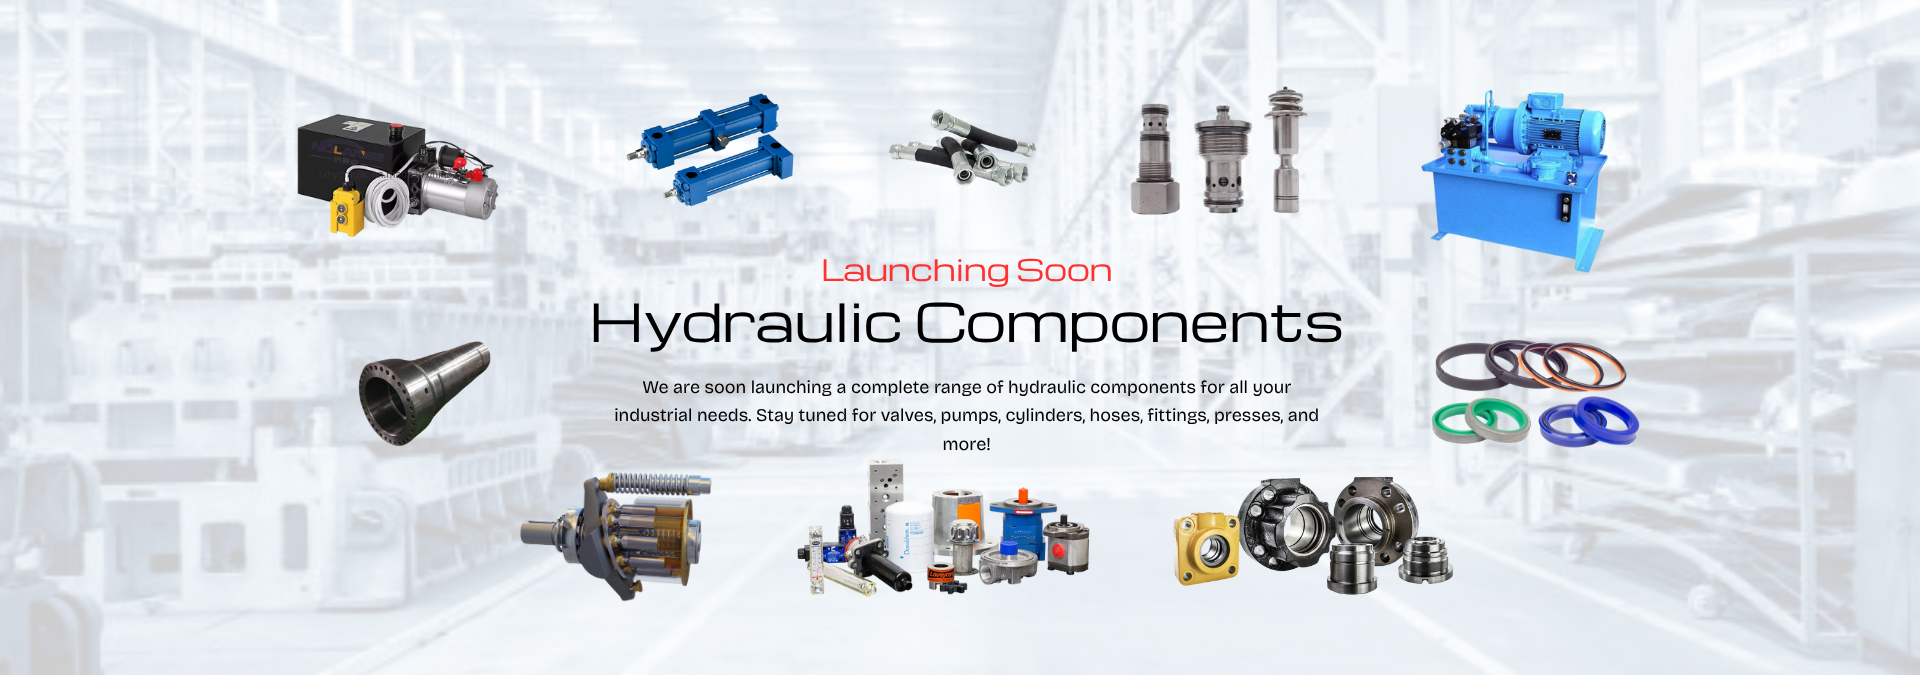 Launching Soon
Hydraulic Components
We are soon launching a complete range of hydraulic components for all your
industrial needs. Stay tuned for valves, pumps, cylinders, hoses, fittings, presses, and
more!
Donaldson